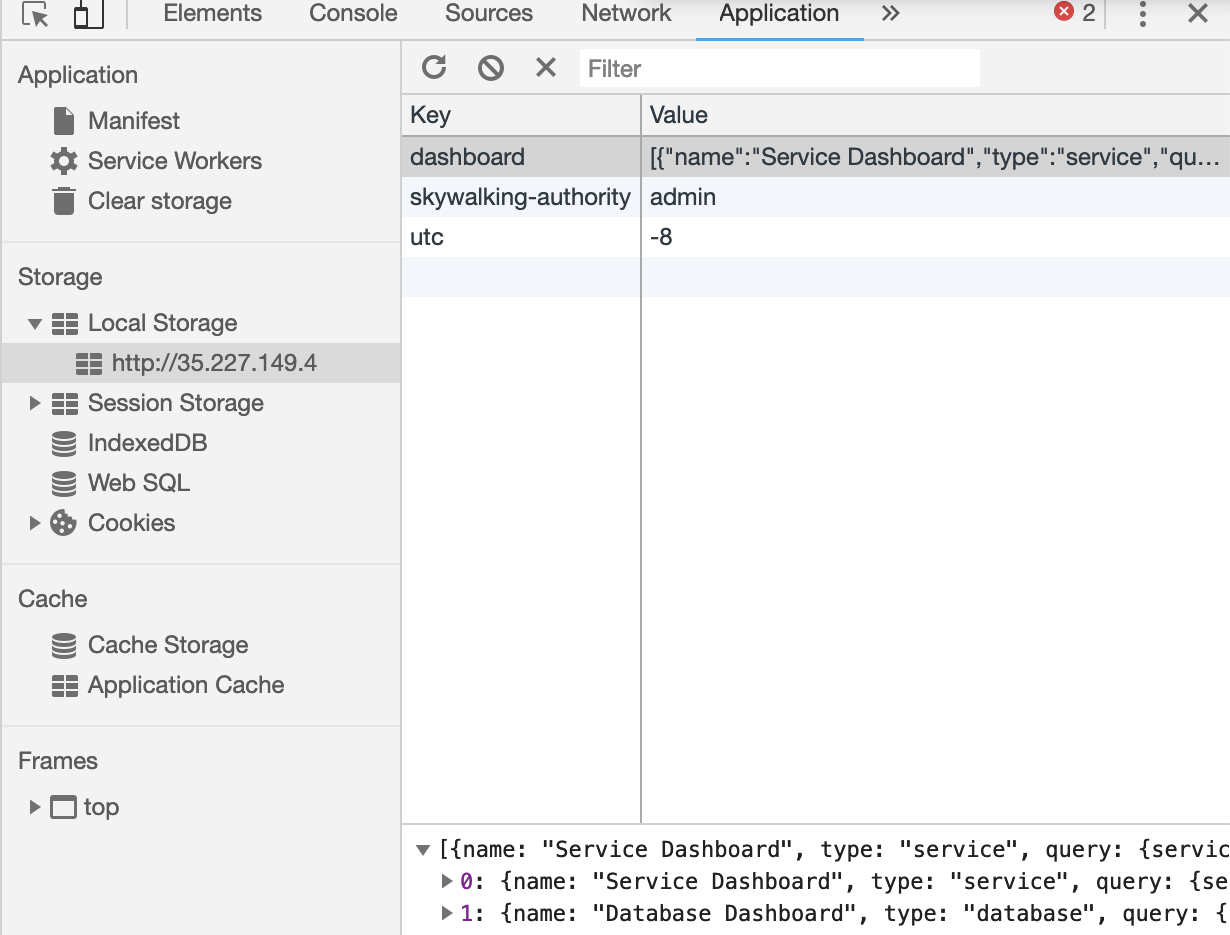 Elements Console Sources Network Application » 2
Application
Manifest
Service Workers
Clear storage
Storage
Local Storage
http://35.227.149.4
Session Storage
IndexedDB
Web SQL
Cookies
Cache
Cache Storage
Application Cache
Frames
top
Filter
Key Value
dashboard [{"name":"Service Dashboard","type":"service","qu…
skywalking-authority admin
utc -8
[{name: "Service Dashboard", type: "service", query: {servic
0: {name: "Service Dashboard", type: "service", query: {se
1: {name: "Database Dashboard", type: "database", query: {